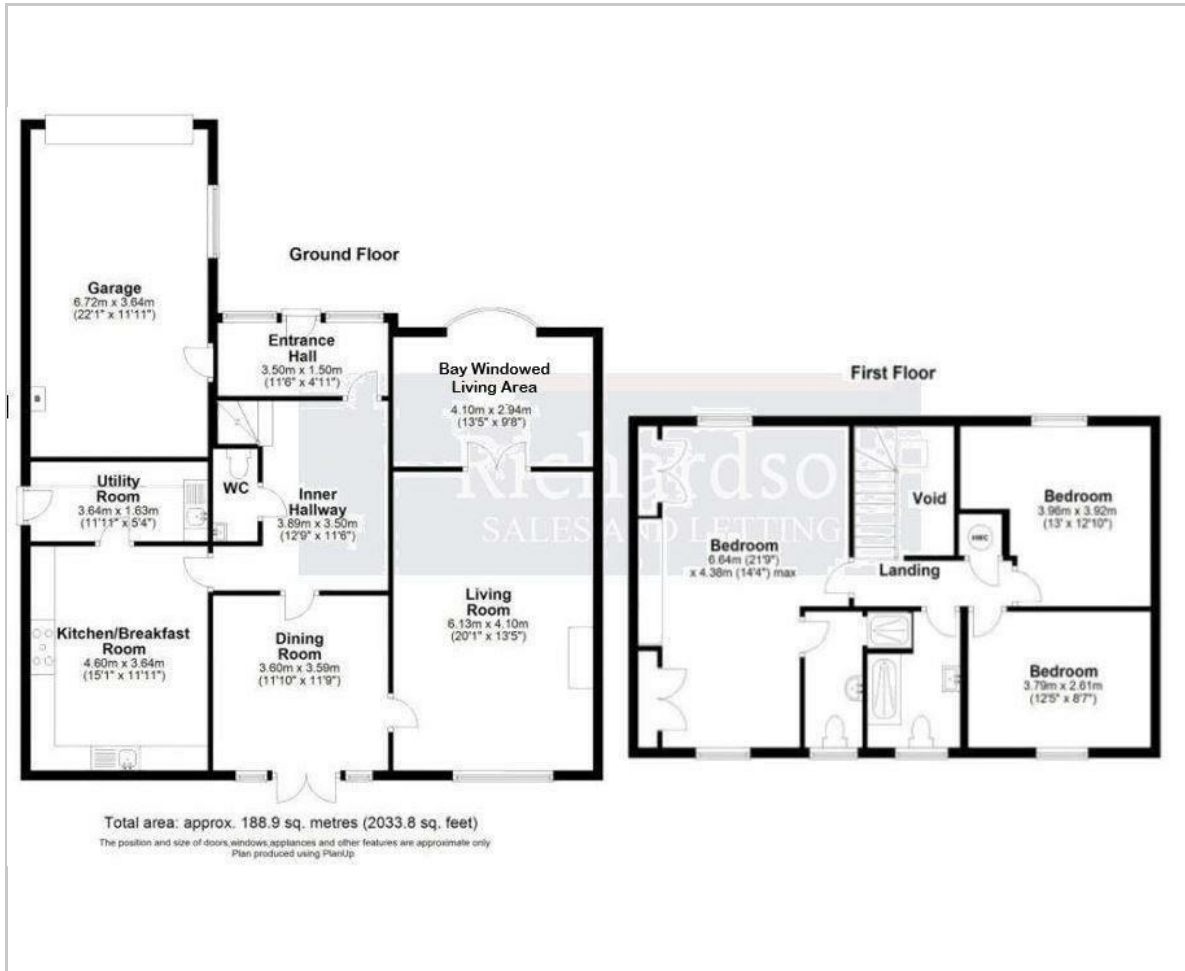 Ground Floor
Garage
6.72m x 3.64m
(22'1" x 11'11")
Entrance
Hall
3.50m x 1.50m
(11'6" x 4'11")
Bay Windowed
Living Area
4.10m x 2.94m
(13'5" x 9'8")
Utility
Room
3.64m x 1.63m
(11'11" x 5'4")
WC
Inner
Hallway
3.89m x 3.50m
(12'9" x 11'6")
Kitchen/Breakfast
Room
4.60m x 3.64m
(15'1" x 11'11")
Dining
Room
3.60m x 3.59m
(11'10" x 11'9")
Living
Room
6.13m x 4.10m
(20'1" x 13'5")
Richardso
SALES AND LETTING
First Floor
Bedroom
6.64m (21'9")
x 4.38m (14'4") max
Void
Landing
HWC
Bedroom
3.96m x 3.92m
(13' x 12'10")
Bedroom
3.79m x 2.61m
(12'5" x 8'7")
Total area: approx. 188.9 sq. metres (2033.8 sq. feet)
The position and size of doors,windows,appliances and other features are approximate only
Plan produced using PlanUp